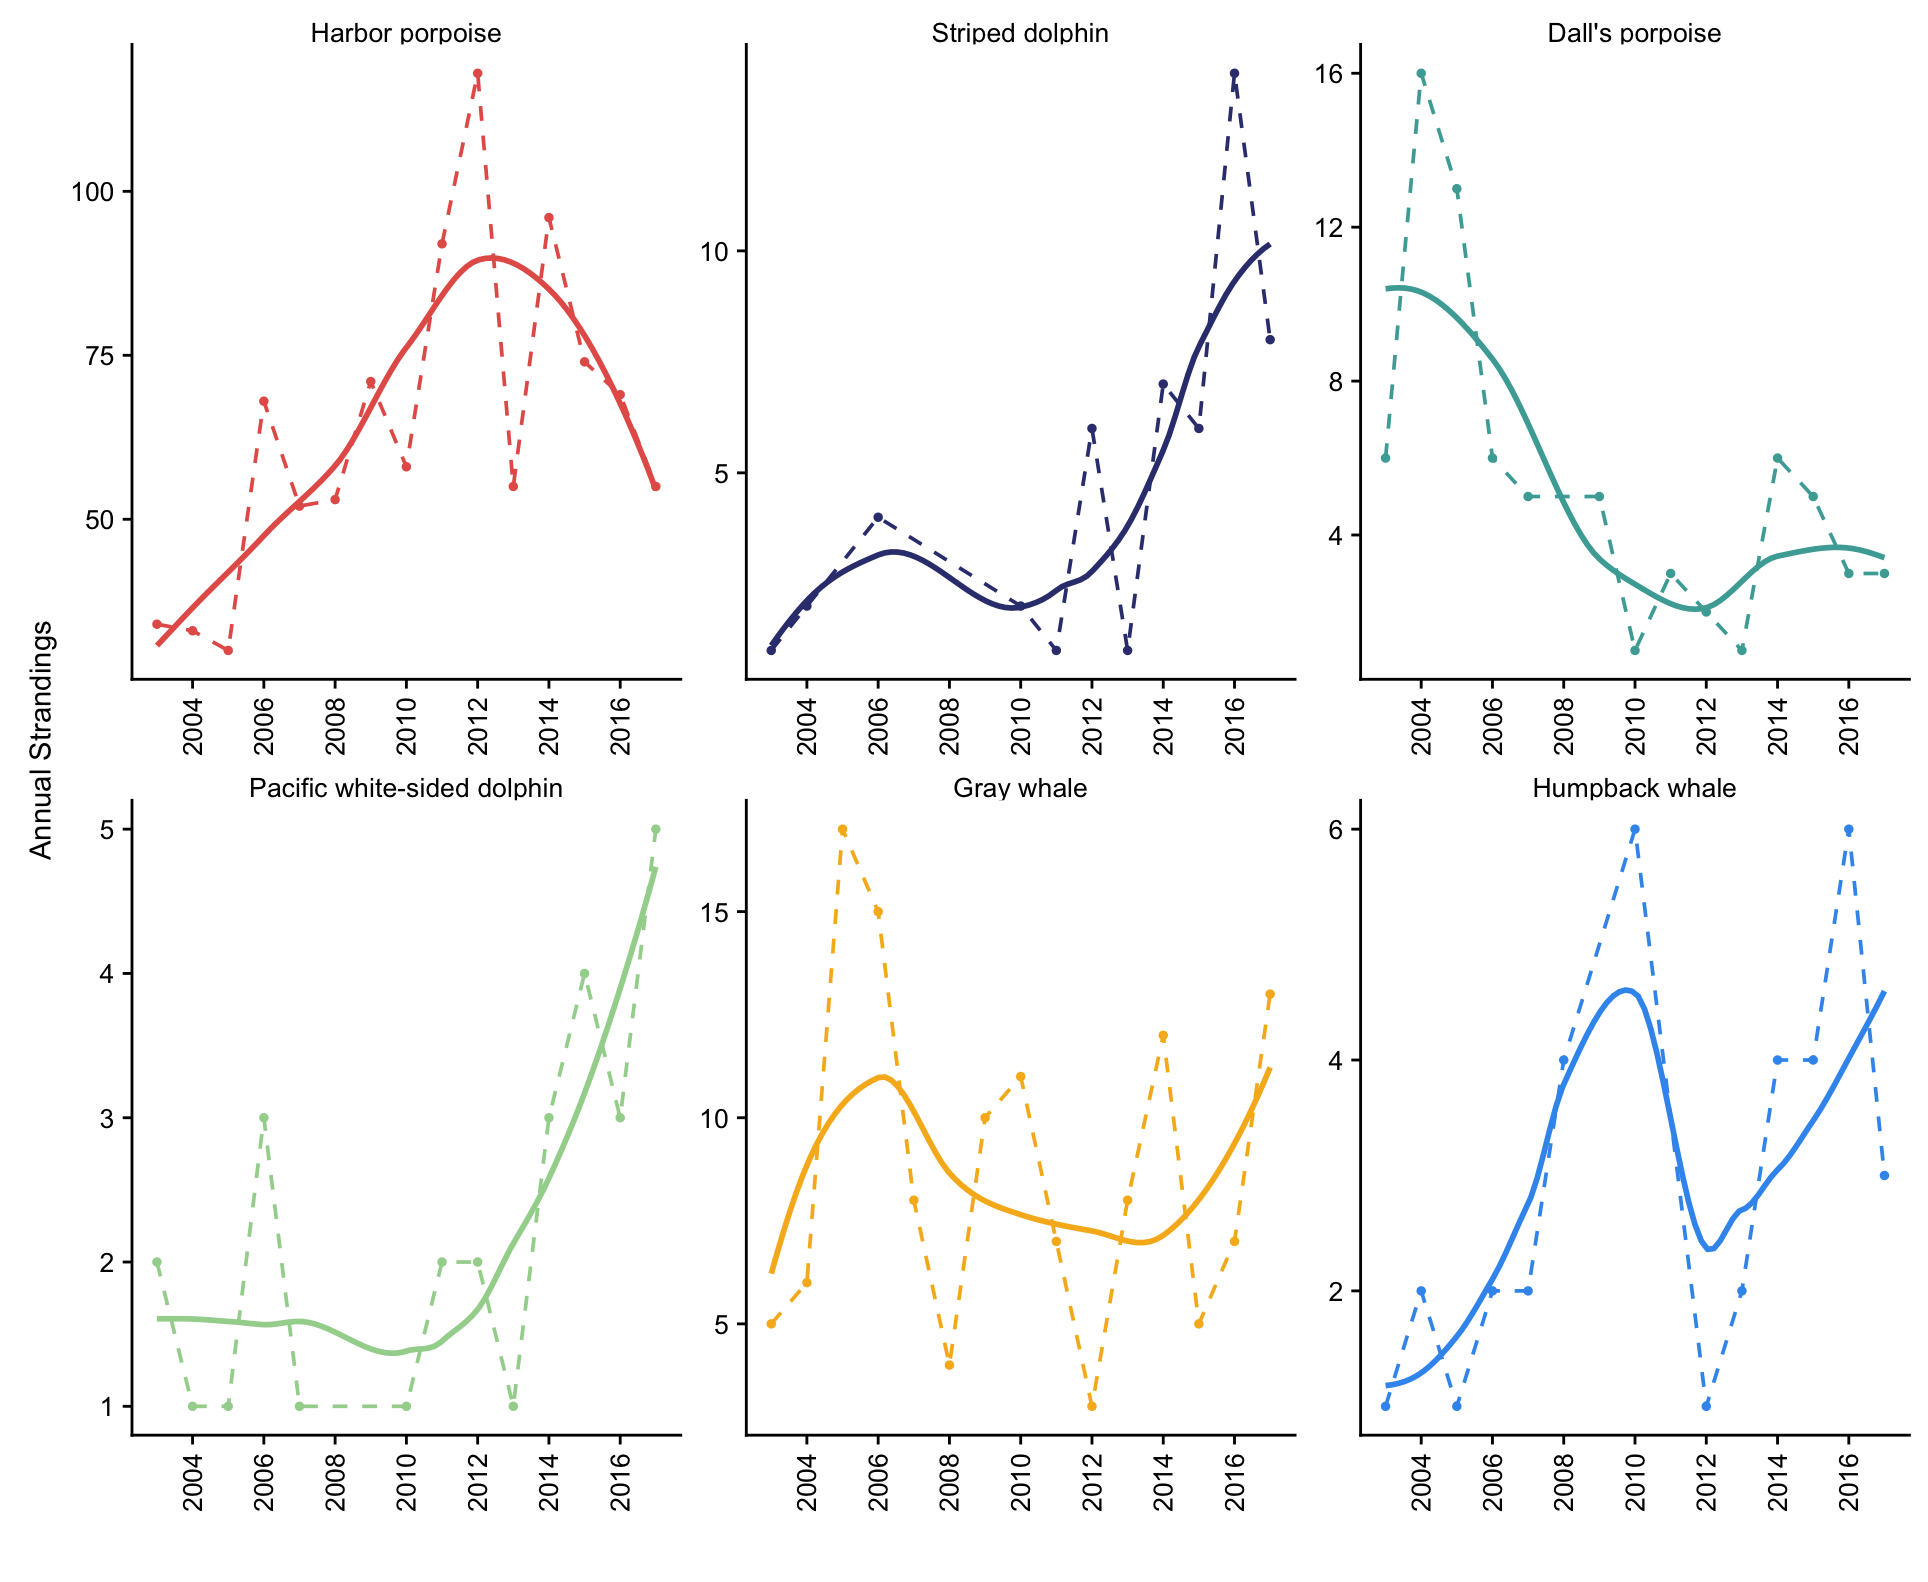 Harbor porpoise
Striped dolphin
Dall's porpoise
100
75
50
10
5
16
12
8
4
2004 2006 2008 2010 2012 2014 2016
2004 2006 2008 2010 2012 2014 2016
2004 2006 2008 2010 2012 2014 2016
Annual Strandings
Pacific white-sided dolphin
Gray whale
Humpback whale
5
4
3
2
1
15
10
5
6
4
2
2004 2006 2008 2010 2012 2014 2016
2004 2006 2008 2010 2012 2014 2016
2004 2006 2008 2010 2012 2014 2016